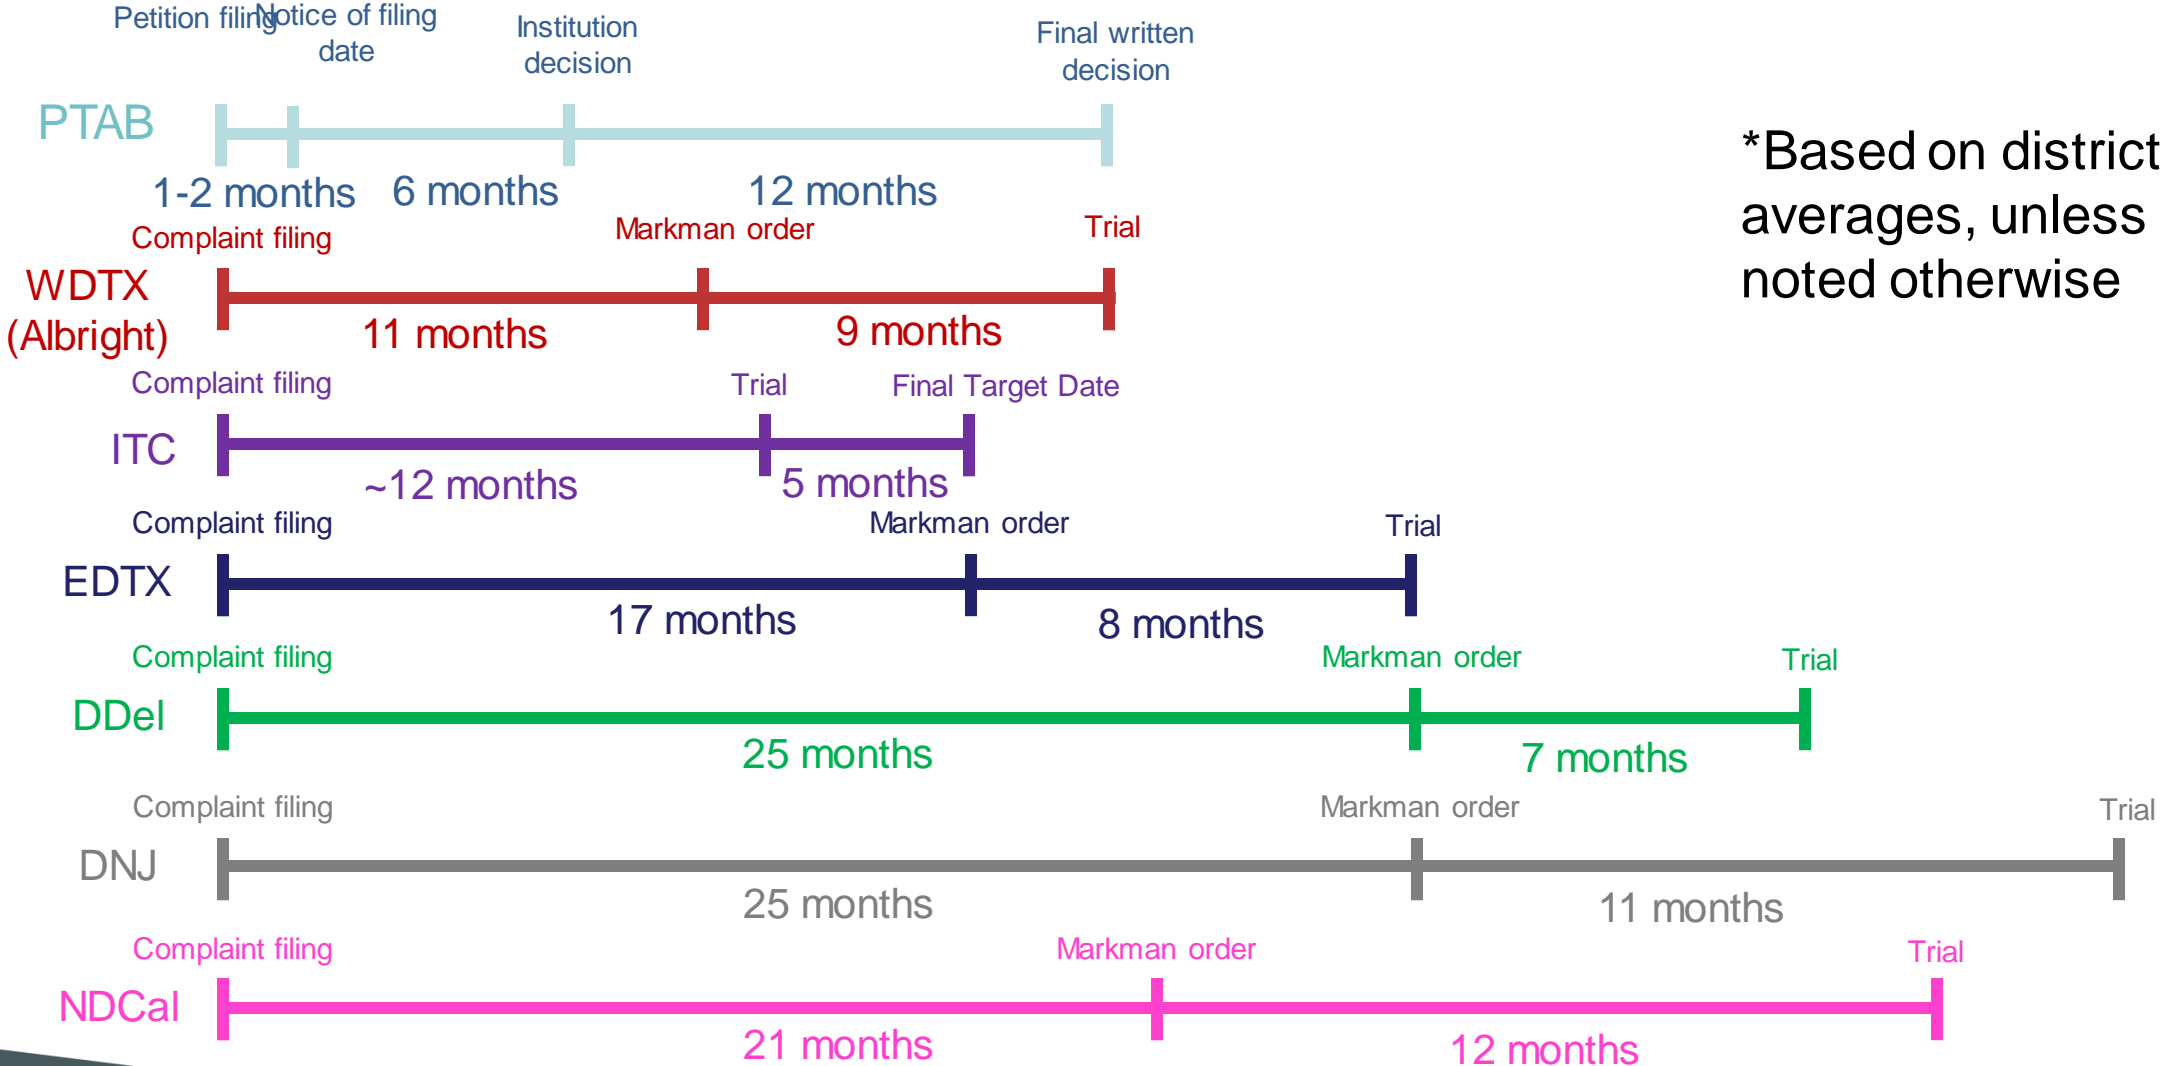 Petition filing
Notice of filing
date
Institution
decision
Final written
decision
PTAB
1-2 months
6 months
12 months
*Based on district
averages, unless
noted otherwise
Complaint filing
Markman order
Trial
WDTX
(Albright)
11 months
9 months
Complaint filing
Trial
Final Target Date
ITC
~12 months
5 months
Complaint filing
Markman order
Trial
EDTX
17 months
8 months
Complaint filing
Markman order
Trial
DDel
25 months
7 months
Complaint filing
Markman order
Trial
DNJ
25 months
11 months
Complaint filing
Markman order
Trial
NDCal
21 months
12 months